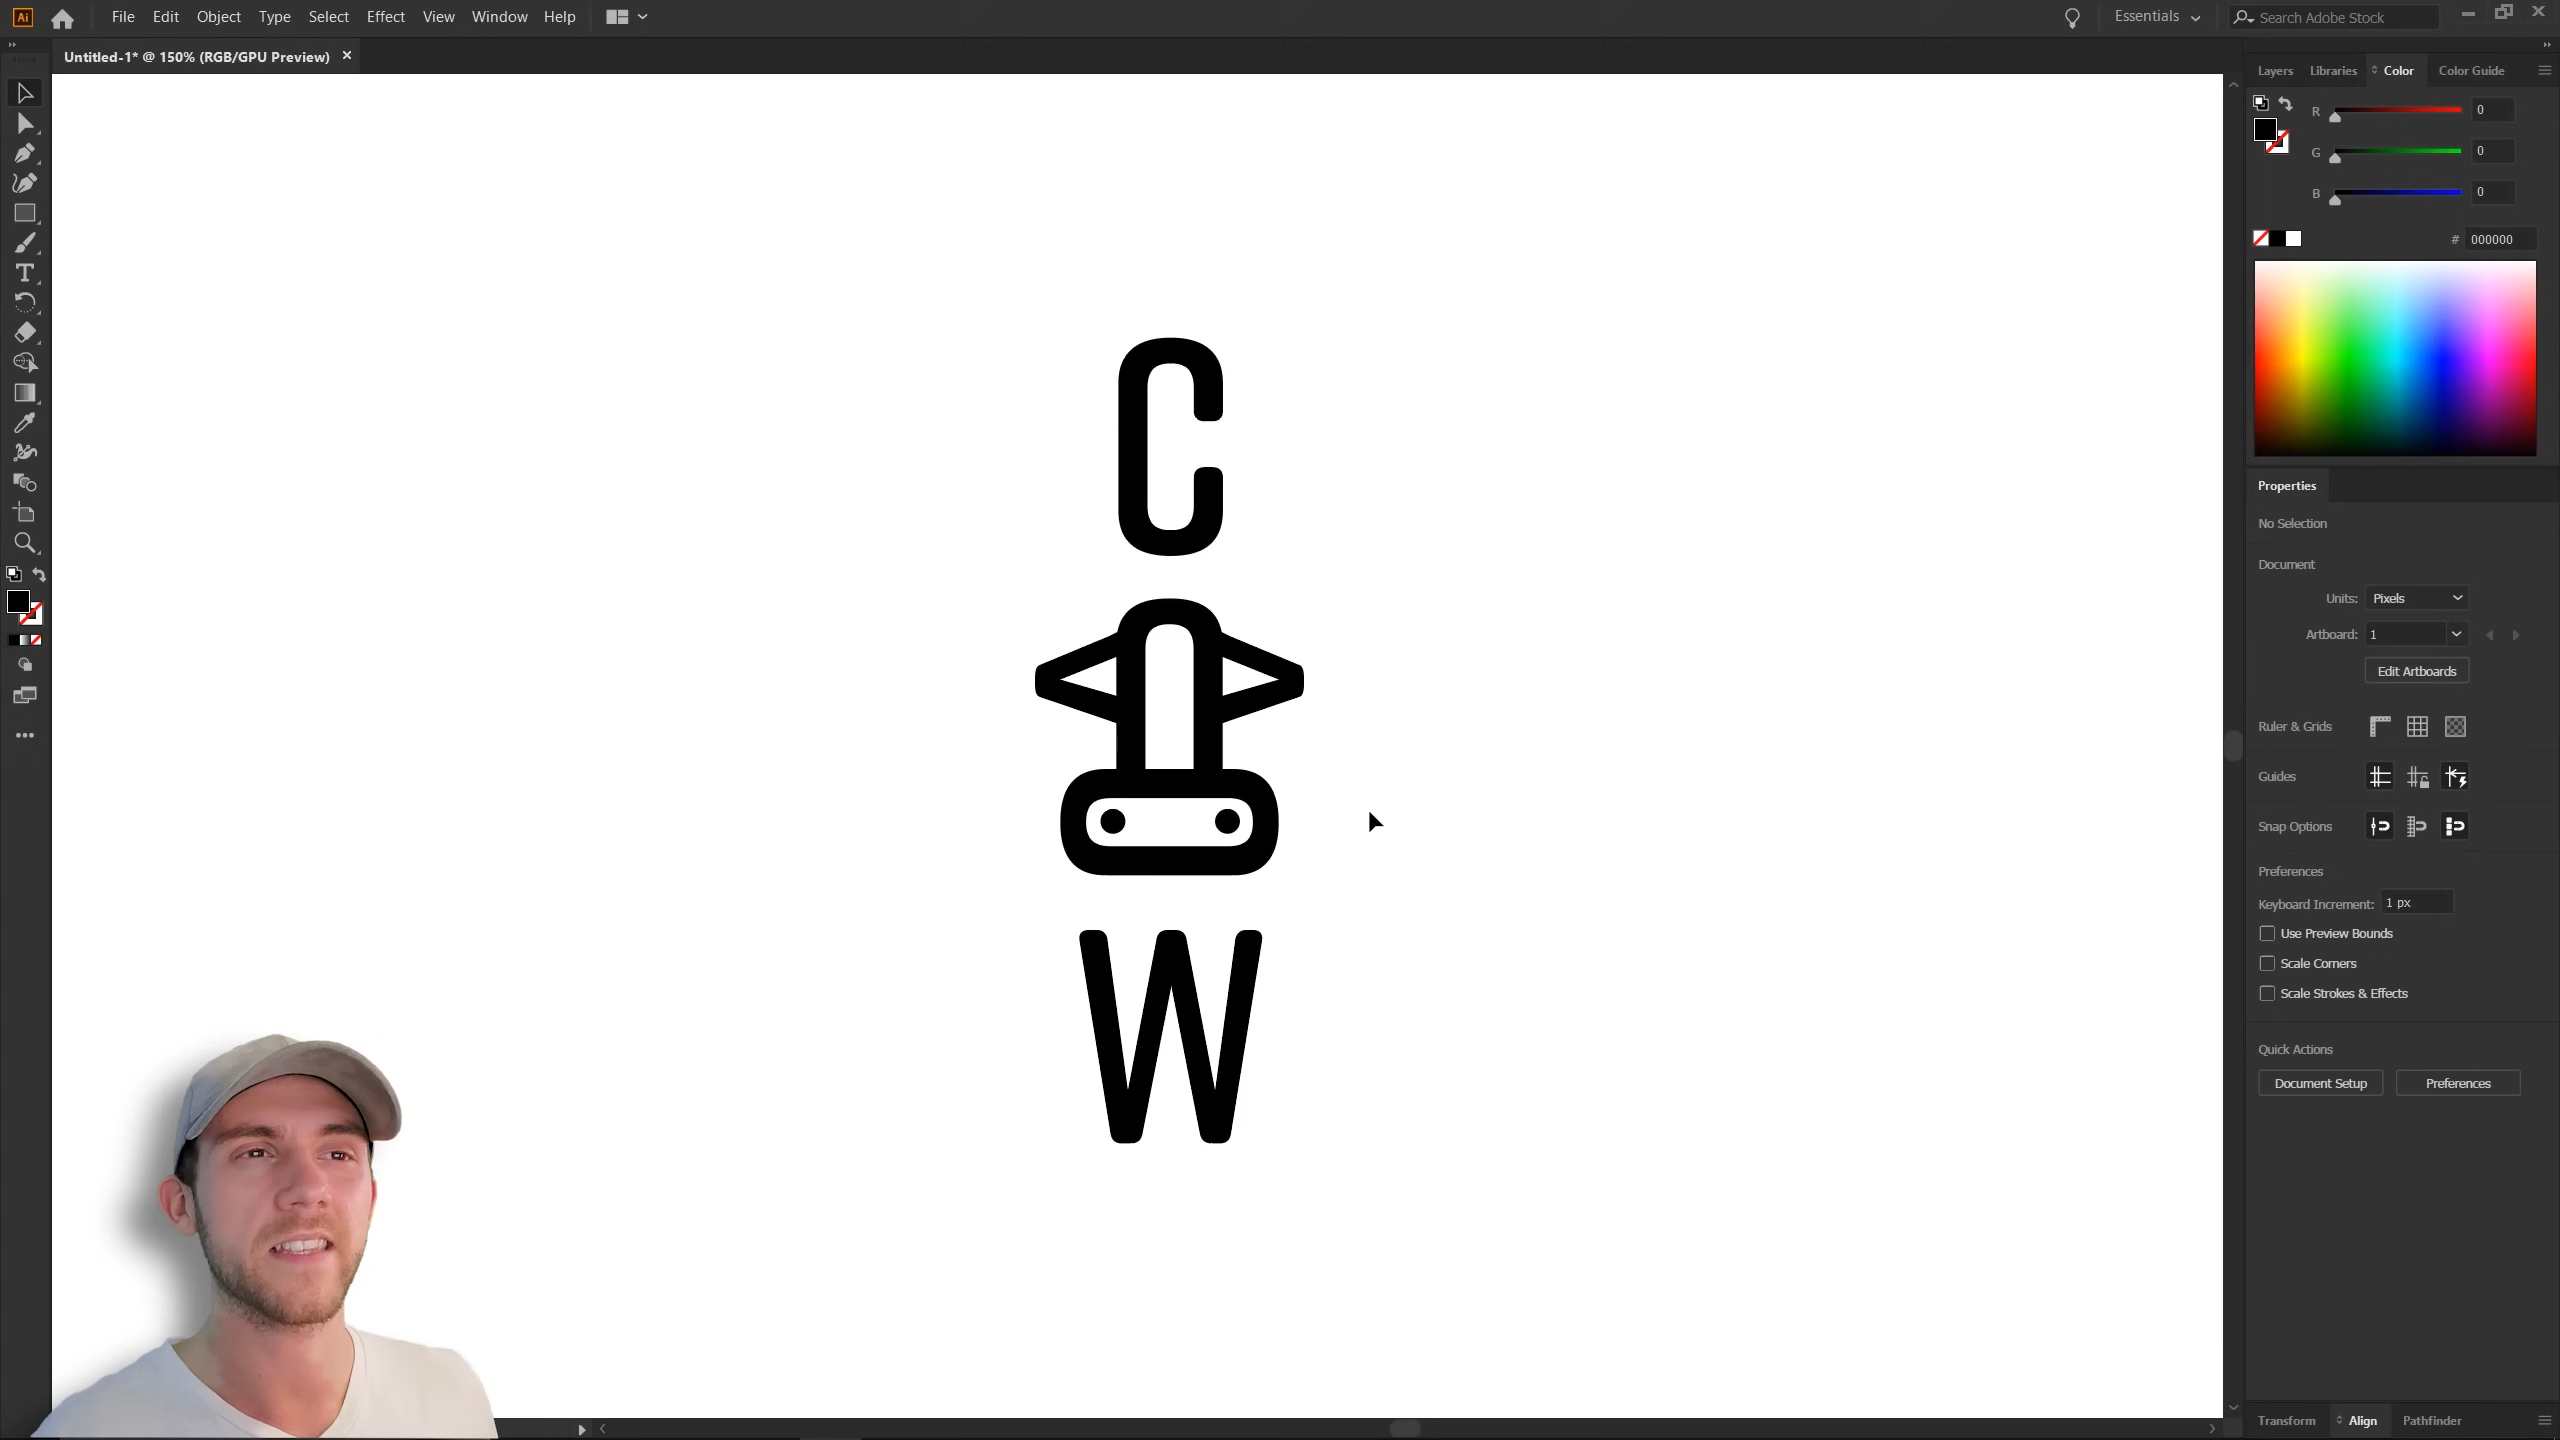 Ai
File Edit Object Type Select Effect View Window Help
Essentials
Search Adobe Stock
Untitled-1* @ 150% (RGB/GPU Preview) ×
Layers Libraries Color Color Guide
R 0
G 0
B 0
# 000000
Properties
No Selection
Document
Units: Pixels
Artboard: 1
Edit Artboards
Ruler & Grids
Guides
Snap Options
Preferences
Keyboard Increment: 1 px
Use Preview Bounds
Scale Corners
Scale Strokes & Effects
Quick Actions
Document Setup Preferences
Transform Align Pathfinder
C
W